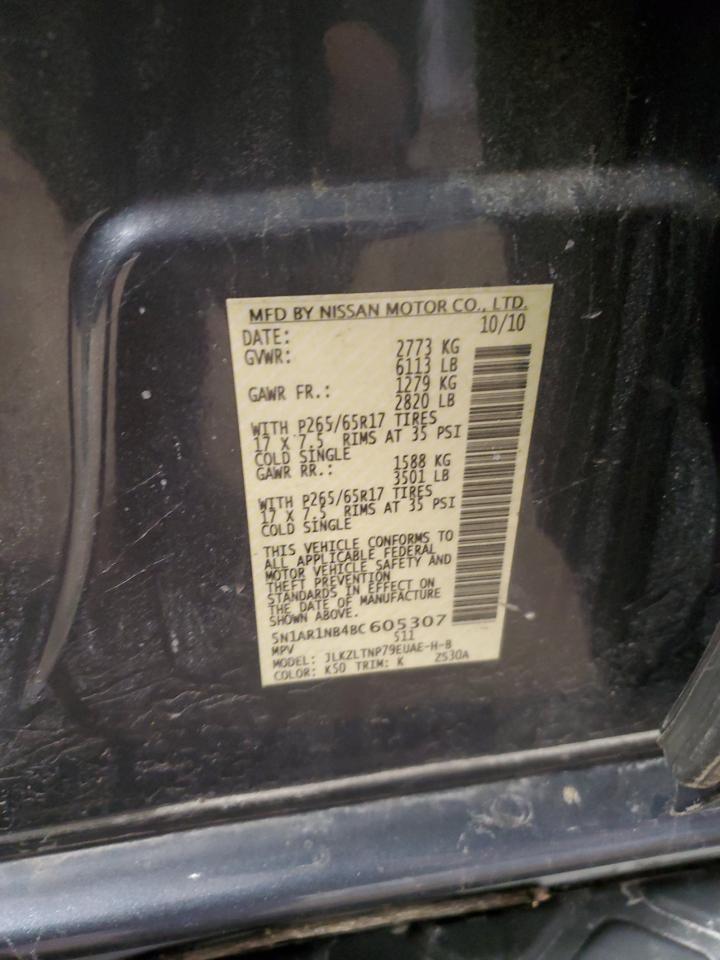 MFD BY NISSAN MOTOR CO., LTD.
DATE: 10/10
GVWR: 2773 KG
6113 LB
GAWR FR.: 1279 KG
2820 LB
WITH P265/65R17 TIRES
17 X 7.5 RIMS AT 35 PSI
COLD SINGLE
GAWR RR.: 1588 KG
3501 LB
WITH P265/65R17 TIRES
17 X 7.5 RIMS AT 35 PSI
COLD SINGLE
THIS VEHICLE CONFORMS TO
ALL APPLICABLE FEDERAL
MOTOR VEHICLE SAFETY AND
THEFT PREVENTION
STANDARDS IN EFFECT ON
THE DATE OF MANUFACTURE
SHOWN ABOVE.
5N1AR1NB4BC605307
MPV S11
MODEL: JLKZLTNP79EUAE-H-B
COLOR: K50 TRIM: K ZS30A